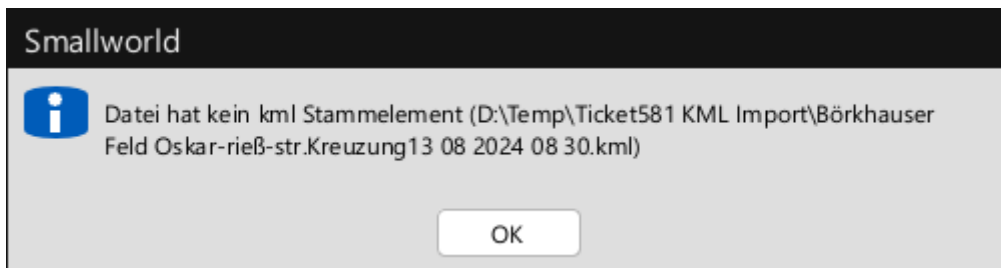 Smallworld
Datei hat kein kml Stammelement (D:\Temp\Ticket581 KML Import\Börkhauser
Feld Oskar-rieß-str.Kreuzung13 08 2024 08 30.kml)
OK